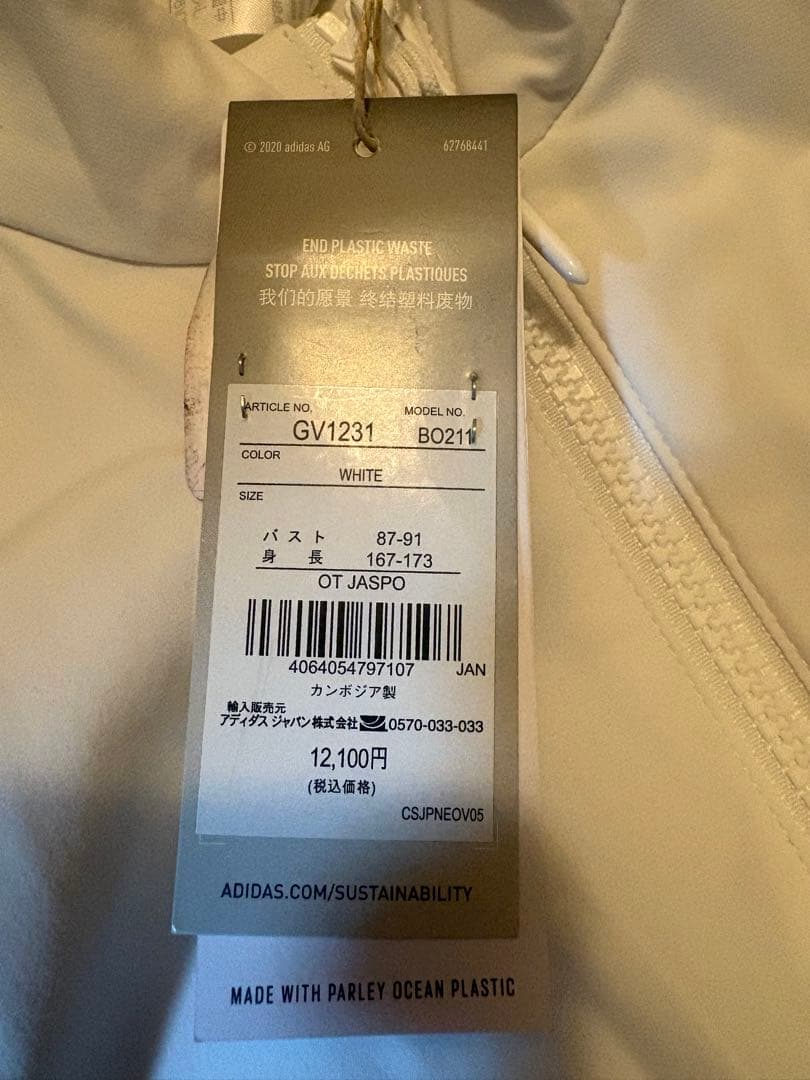 © 2020 adidas AG 62768441
END PLASTIC WASTE
STOP AUX DÉCHETS PLASTIQUES
我们的愿景 终结塑料废物
ARTICLE NO. MODEL NO.
GV1231 BO211
COLOR
WHITE
SIZE
バスト 87-91
身長 167-173
OT JASPO
4064054797107 JAN
カンボジア製
輸入販売元
アディダス ジャパン株式会社 0570-033-033
12,100円
(税込価格)
CSJPNEOV05
ADIDAS.COM/SUSTAINABILITY
MADE WITH PARLEY OCEAN PLASTIC